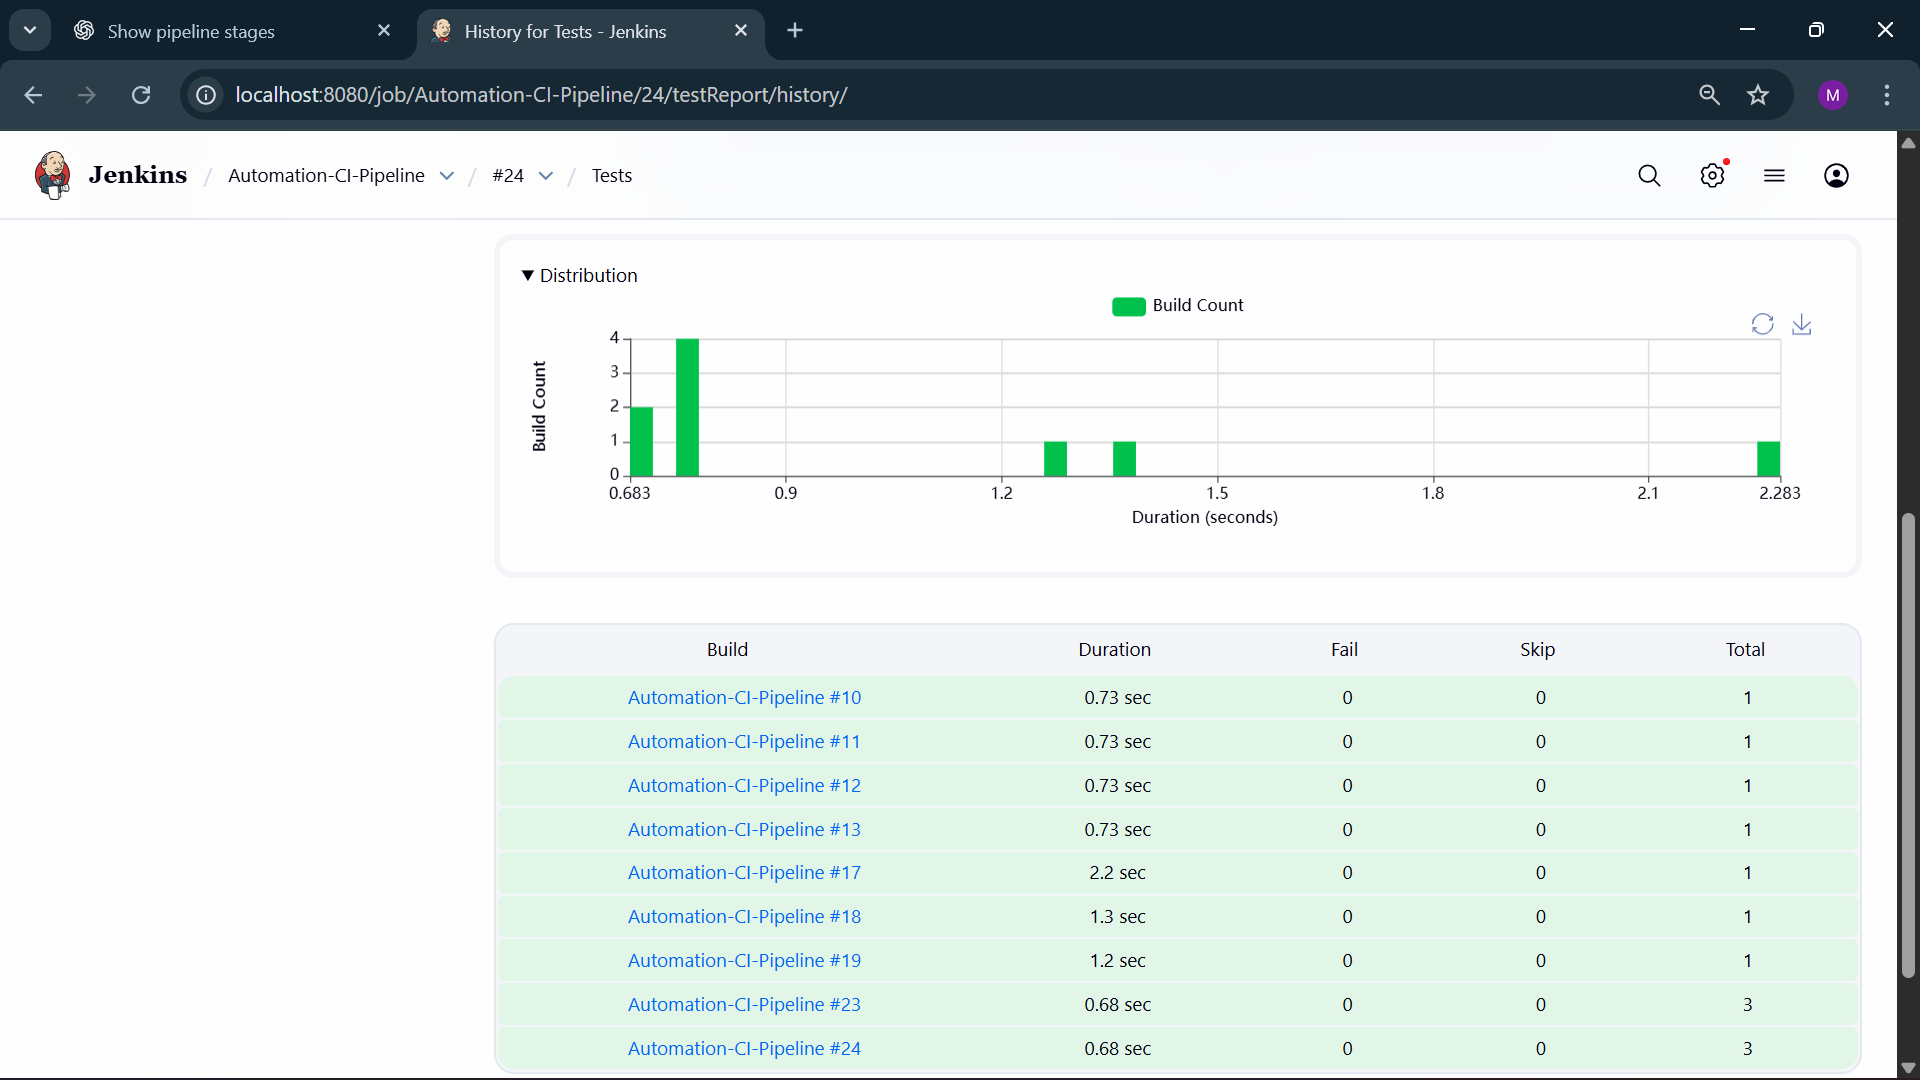 Show pipeline stages
History for Tests - Jenkins
localhost:8080/job/Automation-CI-Pipeline/24/testReport/history/
M
Jenkins / Automation-CI-Pipeline / #24 / Tests
▼ Distribution
Build Count
4
3
2
1
0
Build Count
0.683 0.9 1.2 1.5 1.8 2.1 2.283
Duration (seconds)
Build Duration Fail Skip Total
Automation-CI-Pipeline #10 0.73 sec 0 0 1
Automation-CI-Pipeline #11 0.73 sec 0 0 1
Automation-CI-Pipeline #12 0.73 sec 0 0 1
Automation-CI-Pipeline #13 0.73 sec 0 0 1
Automation-CI-Pipeline #17 2.2 sec 0 0 1
Automation-CI-Pipeline #18 1.3 sec 0 0 1
Automation-CI-Pipeline #19 1.2 sec 0 0 1
Automation-CI-Pipeline #23 0.68 sec 0 0 3
Automation-CI-Pipeline #24 0.68 sec 0 0 3